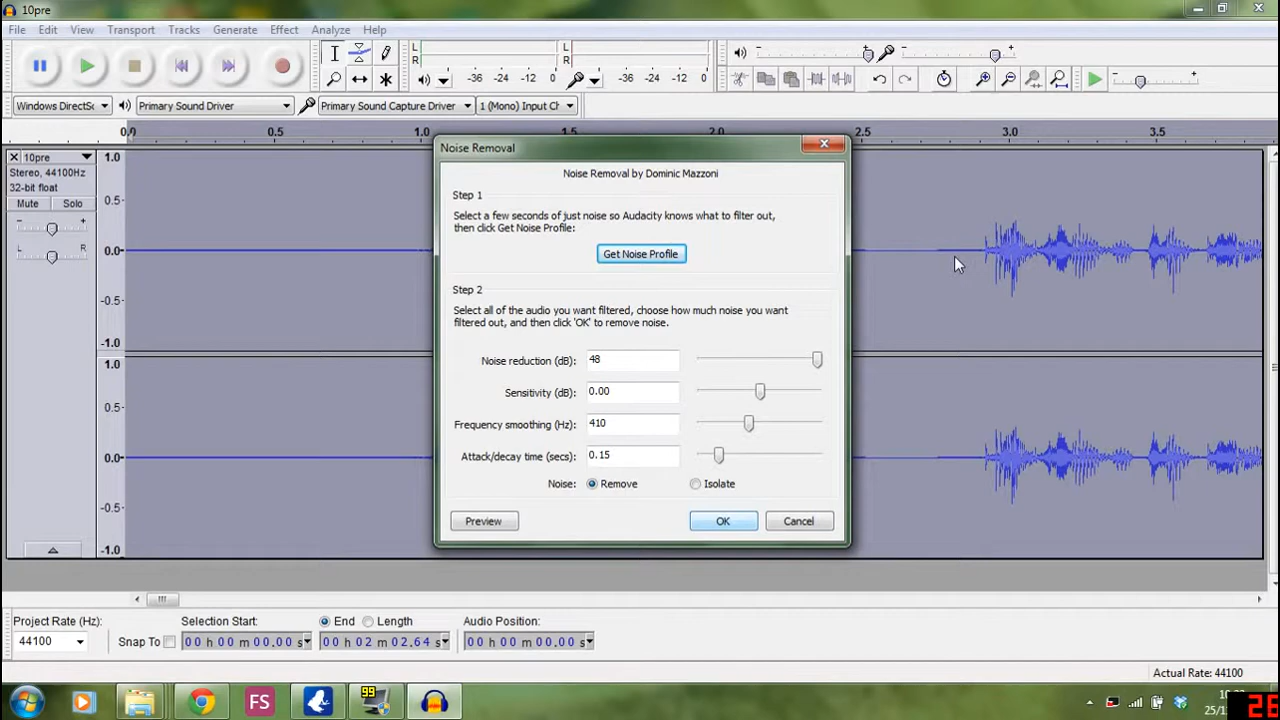 10pre
File Edit View Transport Tracks Generate Effect Analyze Help
L
R
-36 -24 -12 0
L
R
-36 -24 -12 0
Windows DirectSc Primary Sound Driver Primary Sound Capture Driver 1 (Mono) Input Ch
0.0 0.5 1.0 1.5 2.0 2.5 3.0 3.5
10pre
Stereo, 44100Hz
32-bit float
Mute Solo
- +
L R
1.0
0.5
0.0
-0.5
-1.0
1.0
0.5
0.0
-0.5
-1.0
Noise Removal
Noise Removal by Dominic Mazzoni
Step 1
Select a few seconds of just noise so Audacity knows what to filter out,
then click Get Noise Profile:
Get Noise Profile
Step 2
Select all of the audio you want filtered, choose how much noise you want
filtered out, and then click 'OK' to remove noise.
Noise reduction (dB): 48
Sensitivity (dB): 0.00
Frequency smoothing (Hz): 410
Attack/decay time (secs): 0.15
Noise: Remove Isolate
Preview OK Cancel
Project Rate (Hz): Selection Start: End Length Audio Position:
44100 Snap To 00 h 00 m 00.00 s 00 h 02 m 02.64 s 00 h 00 m 00.00 s
Actual Rate: 44100
FS 99
25/1
26